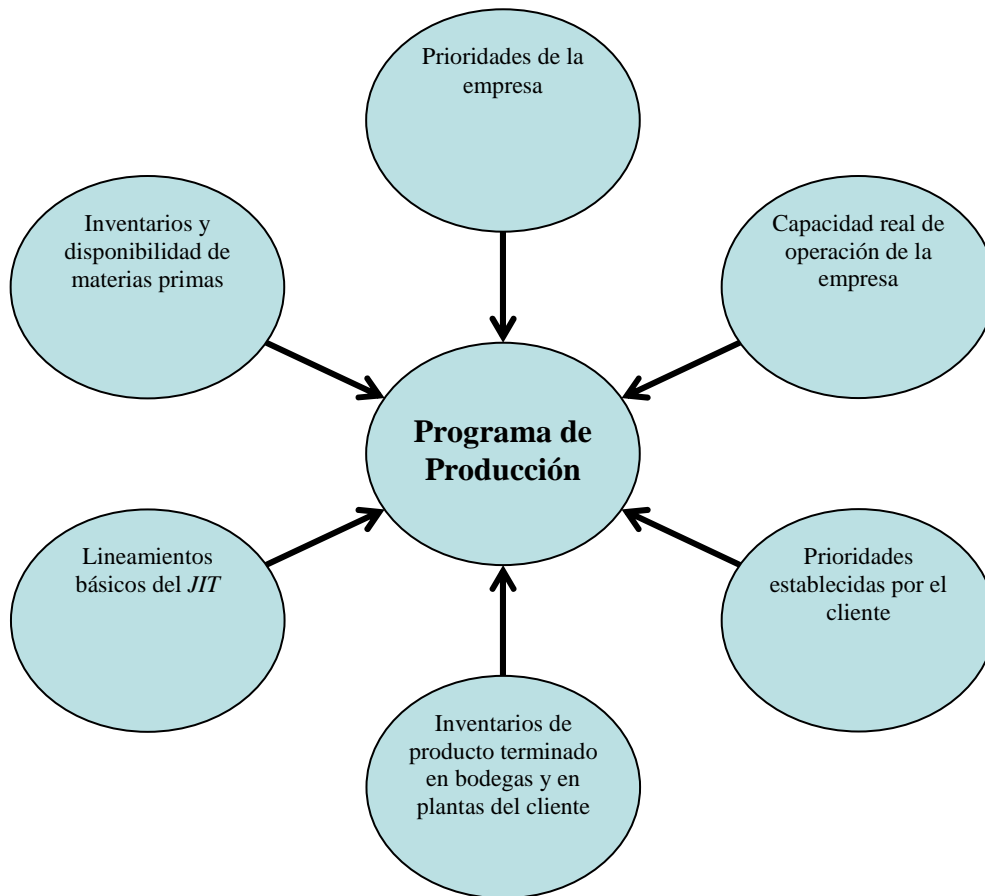 Prioridades de la
empresa
Inventarios y
disponibilidad de
materias primas
Capacidad real de
operación de la
empresa
Programa de
Producción
Lineamientos
básicos del JIT
Prioridades
establecidas por el
cliente
Inventarios de
producto terminado
en bodegas y en
plantas del cliente